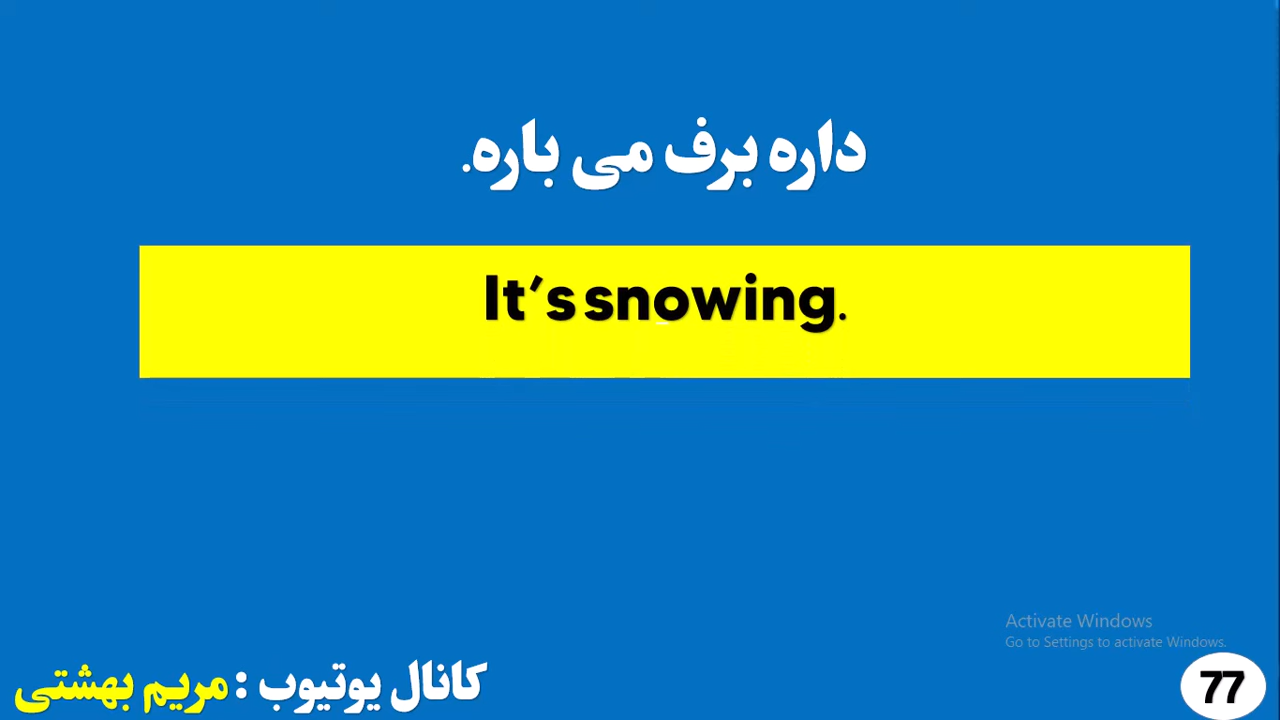 داره برف می باره.
It's snowing.
Activate Windows
Go to Settings to activate Windows.
کانال یوتیوب : مریم بهشتی
77